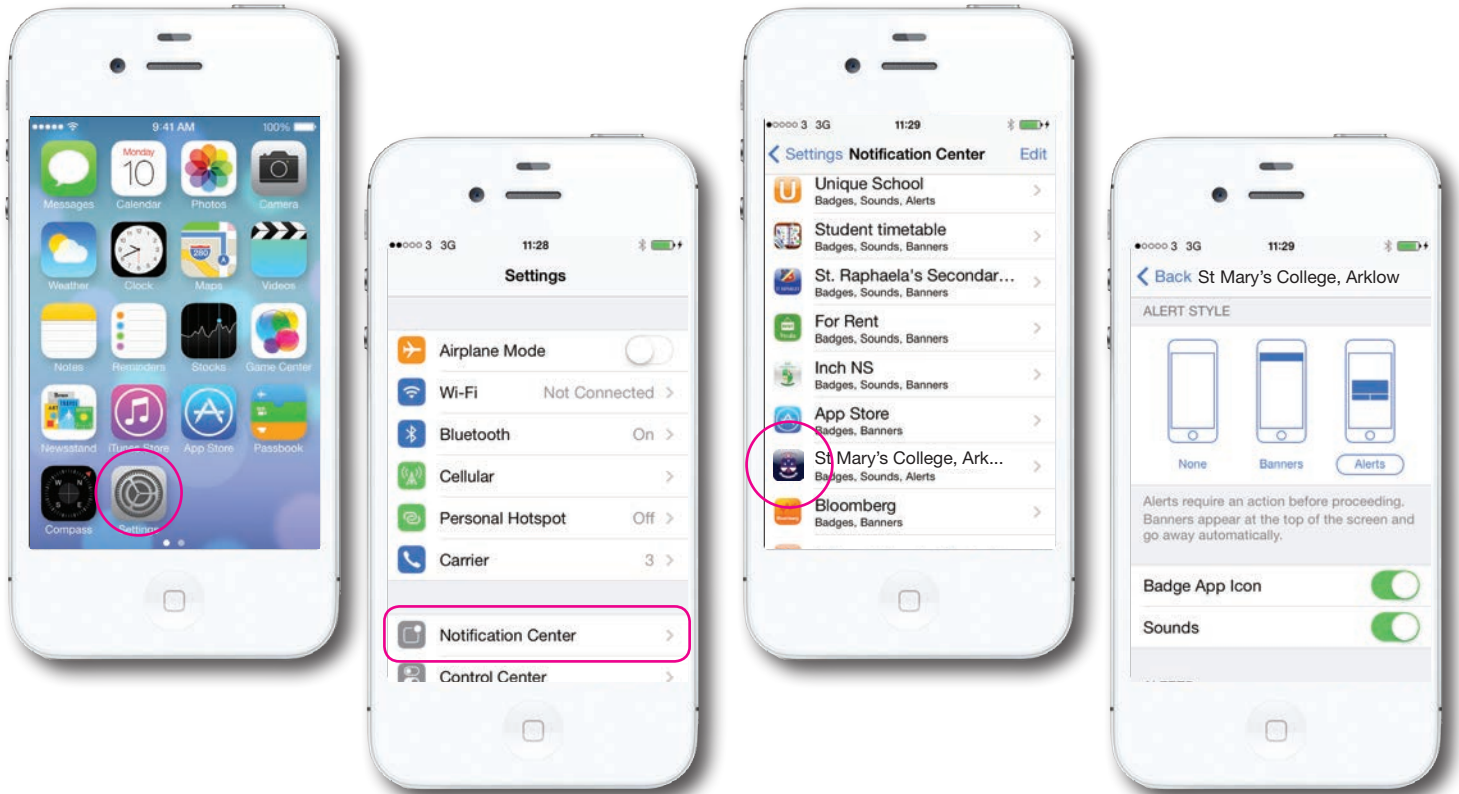 9:41 AM 100%
Monday
10
Messages Calendar Photos Camera
280
Weather Clock Maps Videos
Notes Reminders Stocks Game Center
Newsstand iTunes Store App Store Passbook
N
W E
S
Compass Settings
3 3G 11:28
Settings
Airplane Mode
Wi-Fi Not Connected >
Bluetooth On >
Cellular >
Personal Hotspot Off >
Carrier 3 >
Notification Center >
Control Center >
3 3G 11:29
< Settings Notification Center Edit
Unique School
Badges, Sounds, Alerts
Student timetable
Badges, Sounds, Banners
St. Raphaela's Secondar...
Badges, Sounds, Banners
For Rent
Badges, Sounds, Banners
Inch NS
Badges, Sounds, Banners
App Store
Badges, Banners
St Mary's College, Ark...
Badges, Sounds, Alerts
Bloomberg
Badges, Banners
3 3G 11:29
< Back St Mary's College, Arklow
ALERT STYLE
None Banners Alerts
Alerts require an action before proceeding.
Banners appear at the top of the screen and
go away automatically.
Badge App Icon
Sounds